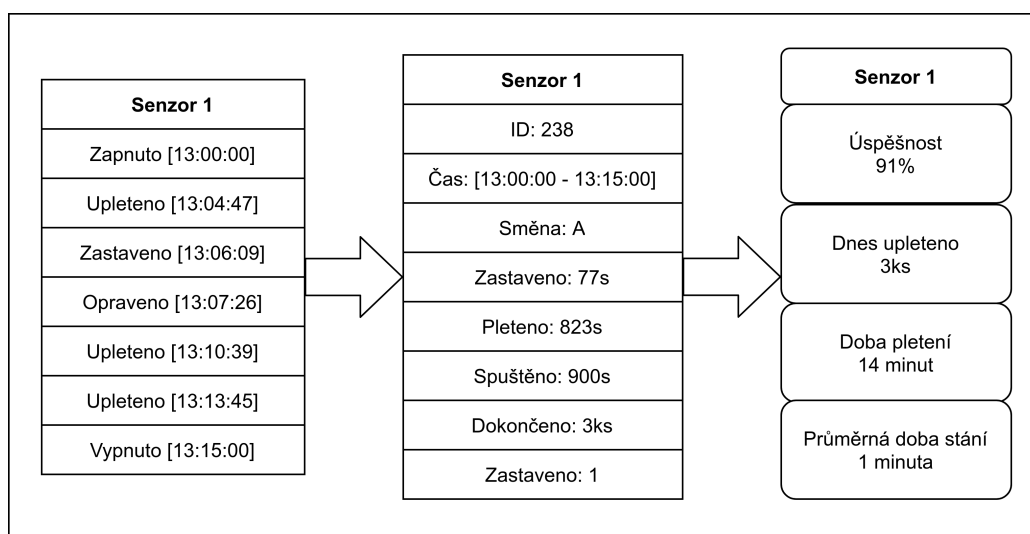 Senzor 1
Zapnuto [13:00:00]
Upleteno [13:04:47]
Zastaveno [13:06:09]
Opraveno [13:07:26]
Upleteno [13:10:39]
Upleteno [13:13:45]
Vypnuto [13:15:00]
Senzor 1
ID: 238
Čas: [13:00:00 - 13:15:00]
Směna: A
Zastaveno: 77s
Pleteno: 823s
Spuštěno: 900s
Dokončeno: 3ks
Zastaveno: 1
Senzor 1
Úspěšnost
91%
Dnes upleteno
3ks
Doba pletení
14 minut
Průměrná doba stání
1 minuta